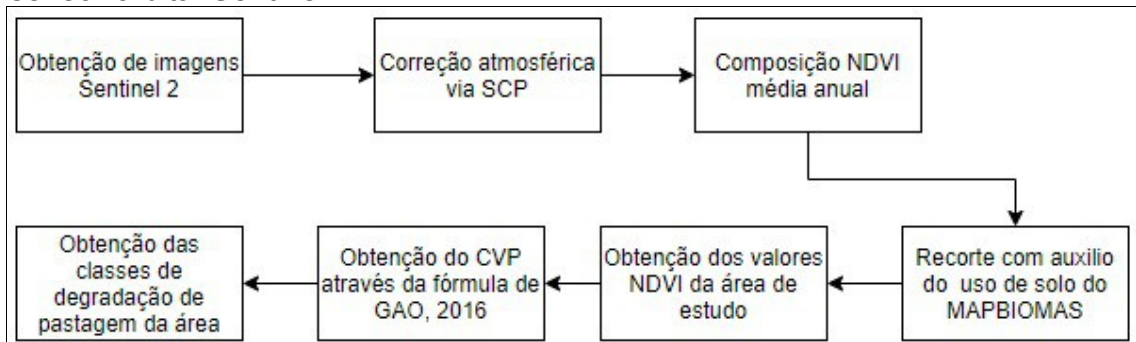 Obtenção de imagens
Sentinel 2
Correção atmosférica
via SCP
Composição NDVI
média anual
Recorte com auxilio
do uso de solo do
MAPBIOMAS
Obtenção dos valores
NDVI da área de
estudo
Obtenção do CVP
através da fórmula de
GAO, 2016
Obtenção das
classes de
degradação de
pastagem da área